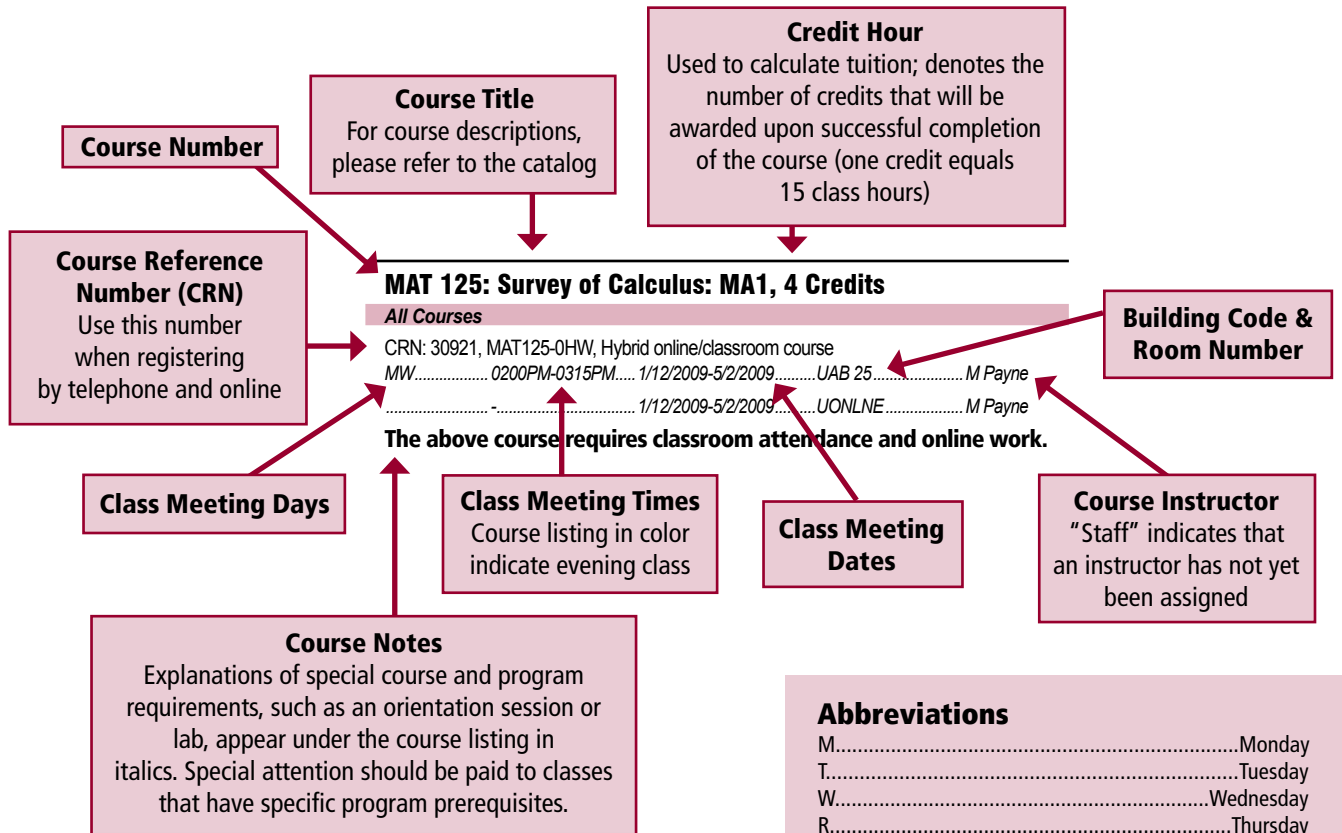 Credit Hour
Used to calculate tuition; denotes the
number of credits that will be
awarded upon successful completion
of the course (one credit equals
15 class hours)
Course Title
For course descriptions,
please refer to the catalog
Course Number
Course Reference
Number (CRN)
Use this number
when registering
by telephone and online
MAT 125: Survey of Calculus: MA1, 4 Credits
All Courses
CRN: 30921, MAT125-0HW, Hybrid online/classroom course
MW.................. 0200PM-0315PM..... 1/12/2009-5/2/2009..........UAB 25...................... M Payne
......................... -.................................. 1/12/2009-5/2/2009..........UONLNE................... M Payne
The above course requires classroom attendance and online work.
Building Code &
Room Number
Class Meeting Days
Class Meeting Times
Course listing in color
indicate evening class
Class Meeting
Dates
Course Instructor
"Staff" indicates that
an instructor has not yet
been assigned
Course Notes
Explanations of special course and program
requirements, such as an orientation session or
lab, appear under the course listing in
italics. Special attention should be paid to classes
that have specific program prerequisites.
Abbreviations
M...........................................................................................Monday
T............................................................................................Tuesday
W....................................................................................Wednesday
R..........................................................................................Thursday